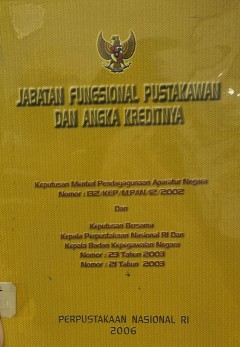 JABATAN FUNGSIONAL PUSTAKAWAN
DAN ANGKA KREDITNYA
Keputusan Menteri Pendayagunaan Aparatur Negara
Nomor : 132/KEP/M.PAN/12/2002
Dan
Keputusan Bersama
Kepala Perpustakaan Nasional RI Dan
Kepala Badan Kepegawaian Negara
Nomor : 23 Tahun 2003
Nomor : 21 Tahun 2003
PERPUSTAKAAN NASIONAL RI
2006